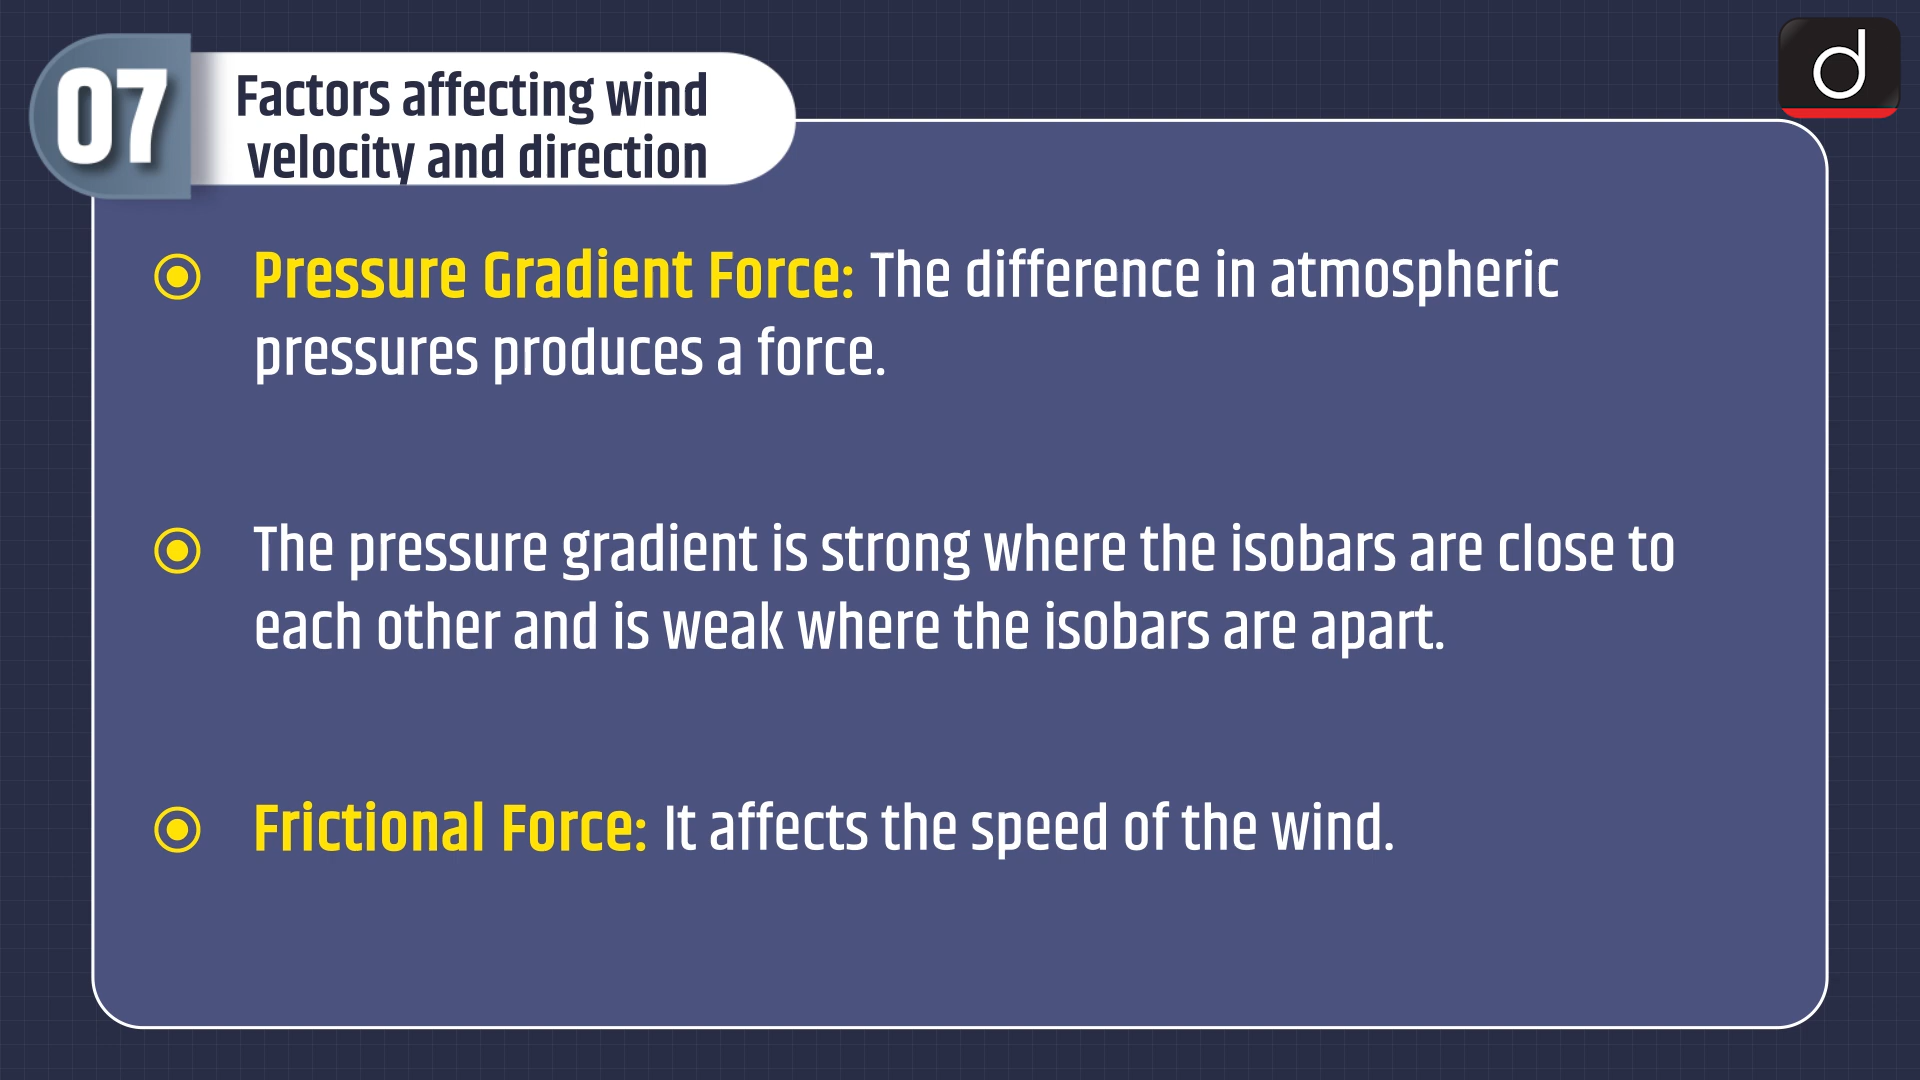 07
Factors affecting wind
velocity and direction
d
Pressure Gradient Force: The difference in atmospheric
pressures produces a force.
The pressure gradient is strong where the isobars are close to
each other and is weak where the isobars are apart.
Frictional Force: It affects the speed of the wind.